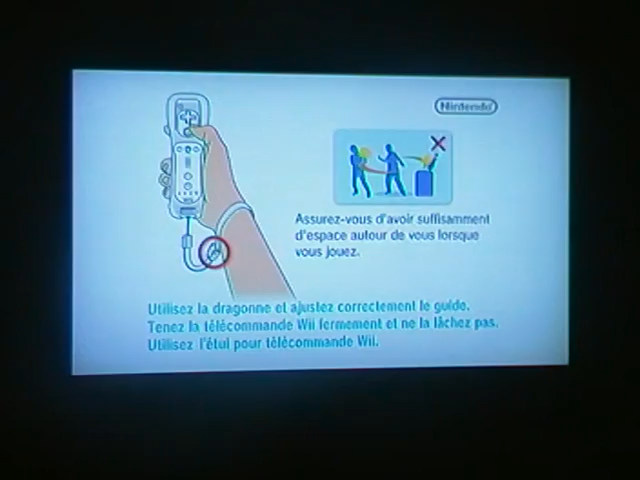 Nintendo
Assurez-vous d'avoir suffisamment
d'espace autour de vous lorsque
vous jouez.
Utilisez la dragonne et ajustez correctement le guide.
Tenez la télécommande Wii fermement et ne la lâchez pas.
Utilisez l'étui pour télécommande Wii.